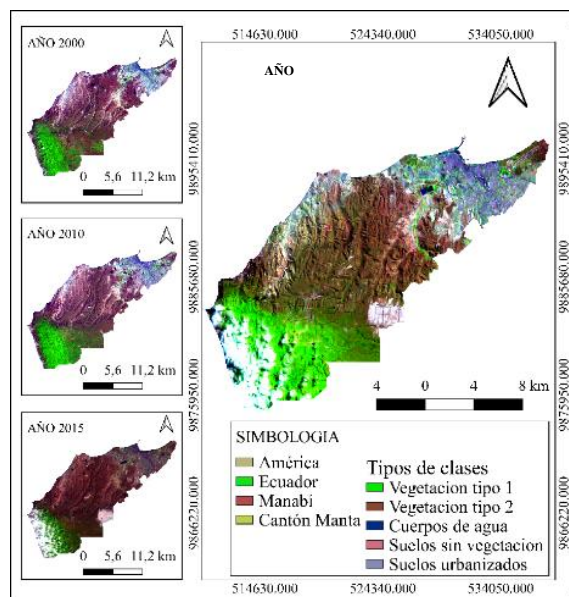 AÑO 2000
0 5,6 11,2 km
AÑO 2010
0 5,6 11,2 km
AÑO 2015
0 5,6 11,2 km
514630.000 524340.000 534050.000
AÑO
9895410.000
9885680.000
9875950.000
9866220.000
9895410.000
9885680.000
9875950.000
9866220.000
4 0 4 8 km
SIMBOLOGIA
América
Ecuador
Manabi
Cantón Manta
Tipos de clases
Vegetacion tipo 1
Vegetacion tipo 2
Cuerpos de agua
Suelos sin vegetacion
Suelos urbanizados
514630.000 524340.000 534050.000